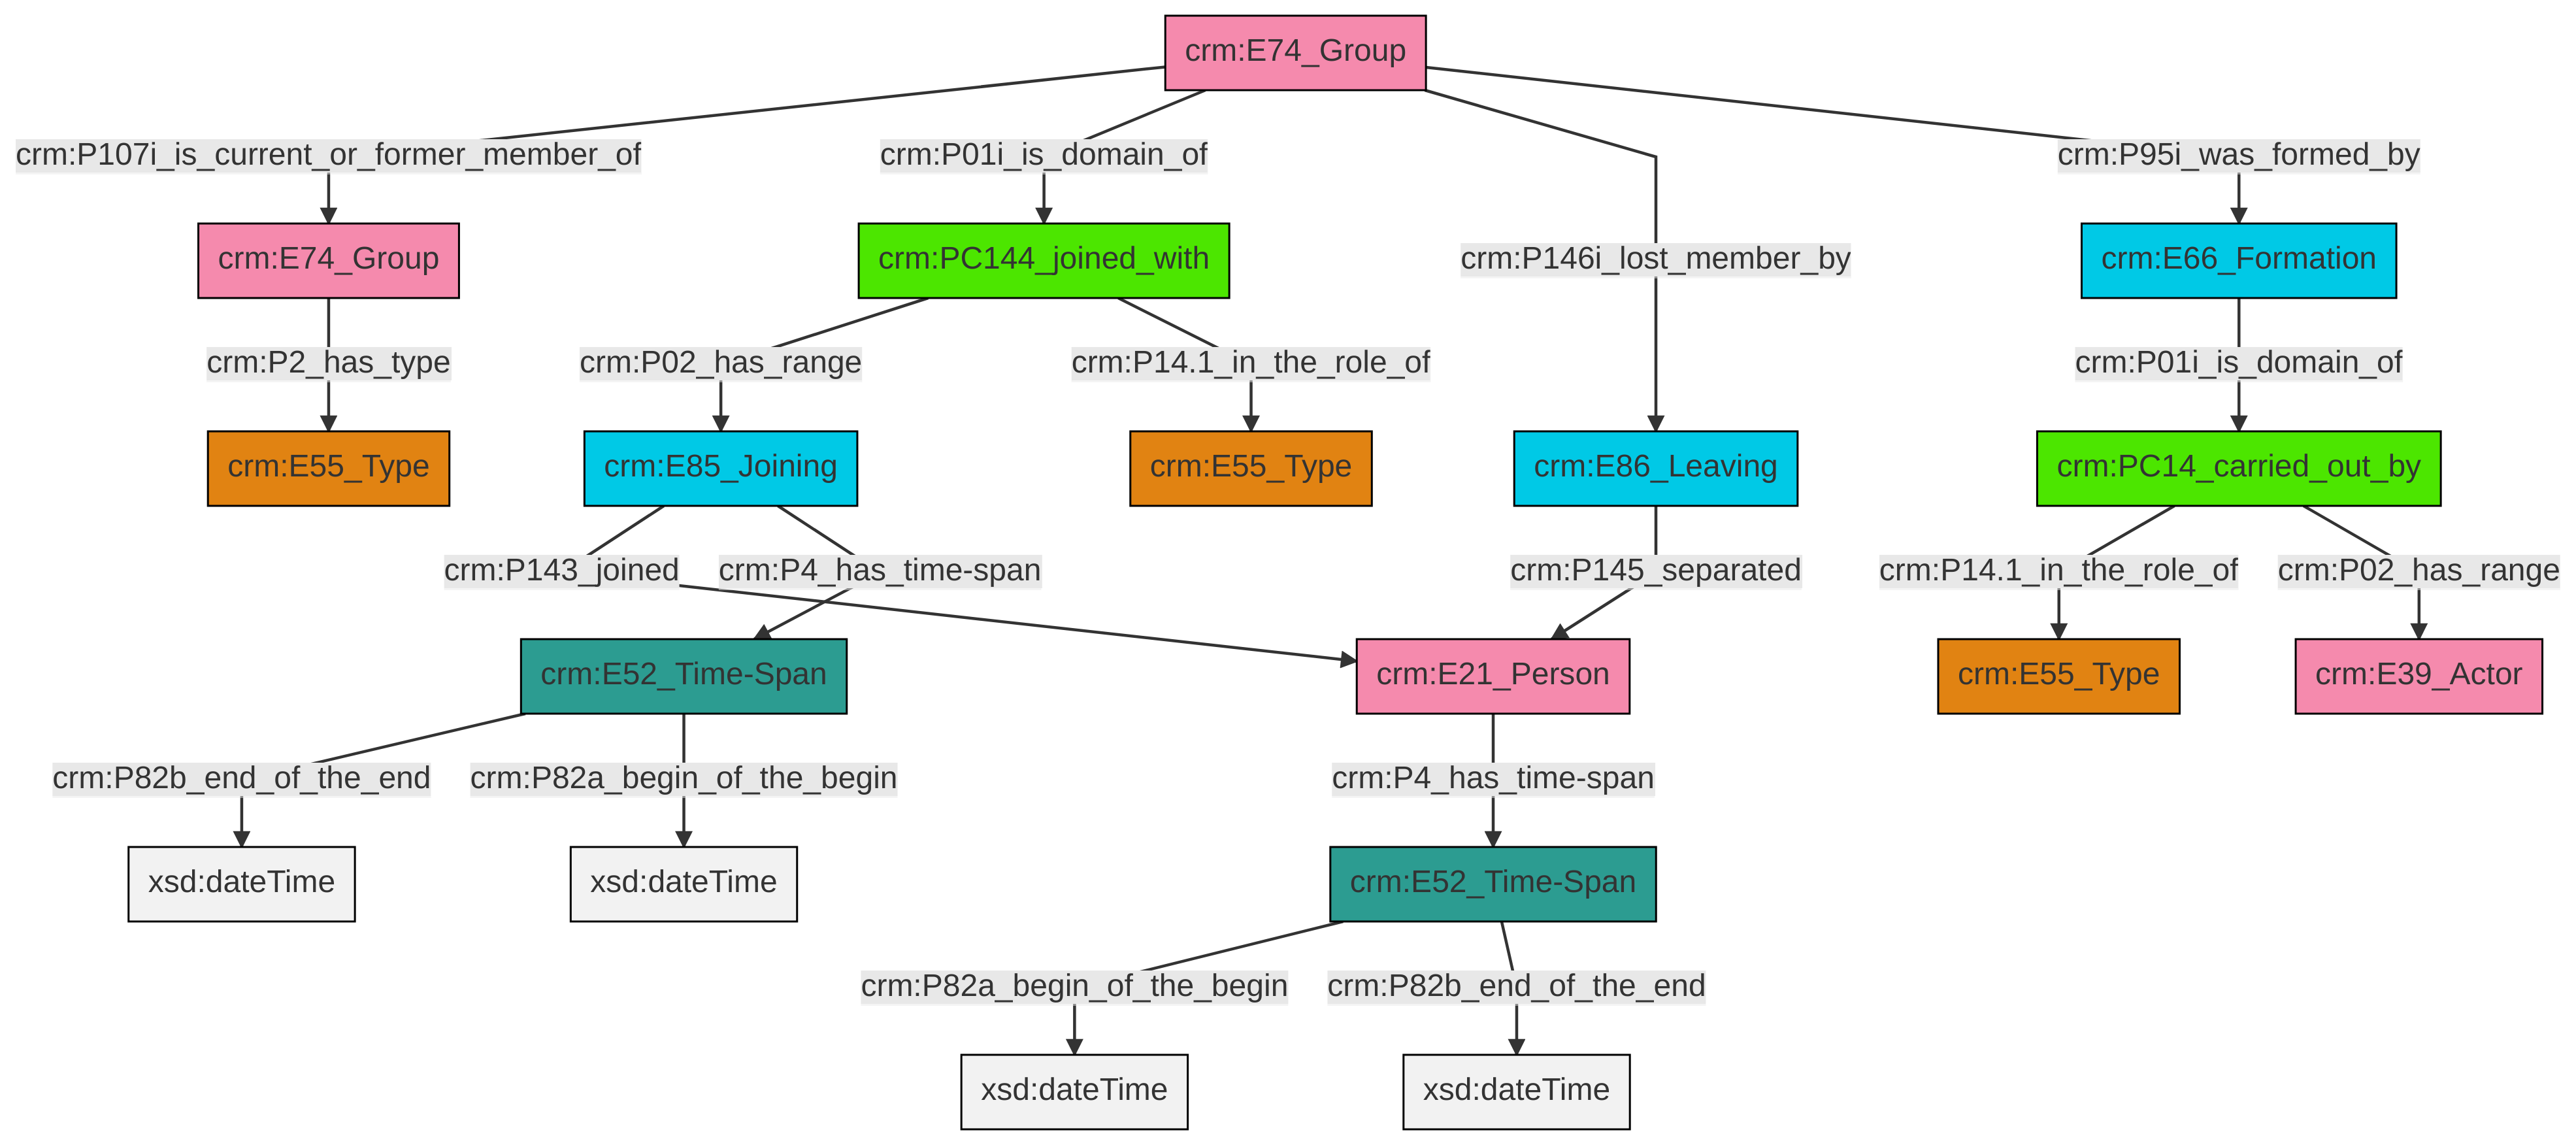 crm:E74_Group
crm:P107i_is_current_or_former_member_of
crm:P01i_is_domain_of
crm:P95i_was_formed_by
crm:E74_Group
crm:PC144_joined_with
crm:P146i_lost_member_by
crm:E66_Formation
crm:P2_has_type
crm:P02_has_range
crm:P14.1_in_the_role_of
crm:P01i_is_domain_of
crm:E55_Type
crm:E85_Joining
crm:E55_Type
crm:E86_Leaving
crm:PC14_carried_out_by
crm:P143_joined
crm:P4_has_time-span
crm:P145_separated
crm:P14.1_in_the_role_of
crm:P02_has_range
crm:E52_Time-Span
crm:E21_Person
crm:E55_Type
crm:E39_Actor
crm:P82b_end_of_the_end
crm:P82a_begin_of_the_begin
crm:P4_has_time-span
xsd:dateTime
xsd:dateTime
crm:E52_Time-Span
crm:P82a_begin_of_the_begin
crm:P82b_end_of_the_end
xsd:dateTime
xsd:dateTime